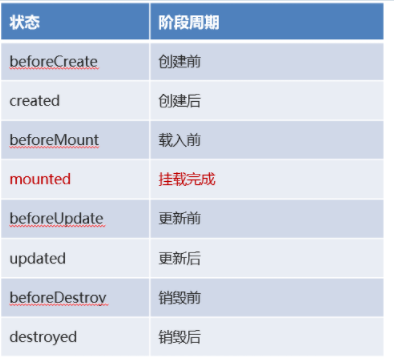 状态 阶段周期
beforeCreate 创建前
created 创建后
beforeMount 载入前
mounted 挂载完成
beforeUpdate 更新前
updated 更新后
beforeDestroy 销毁前
destroyed 销毁后